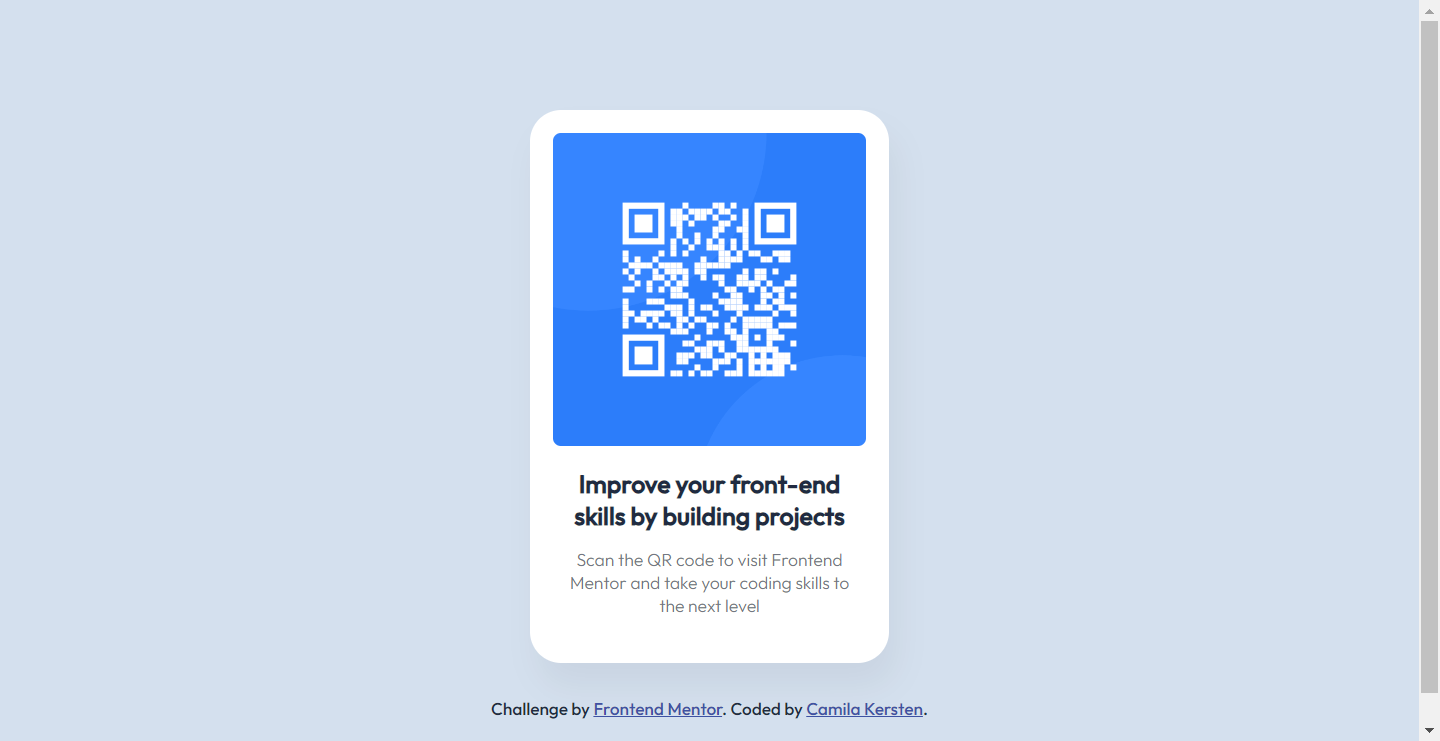 Improve your front-end
skills by building projects
Scan the QR code to visit Frontend
Mentor and take your coding skills to
the next level
Challenge by Frontend Mentor. Coded by Camila Kersten.